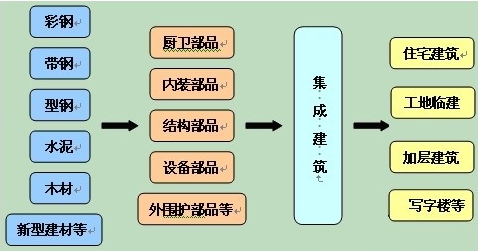 彩钢
带钢
型钢
水泥
木材
新型建材等
厨卫部品
内装部品
结构部品
设备部品
外围护部品等
集成建筑
住宅建筑
工地临建
加层建筑
写字楼等